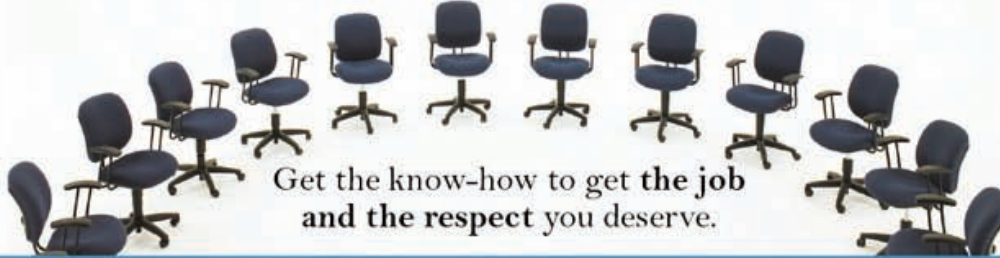 Get the know-how to get the job
and the respect you deserve.